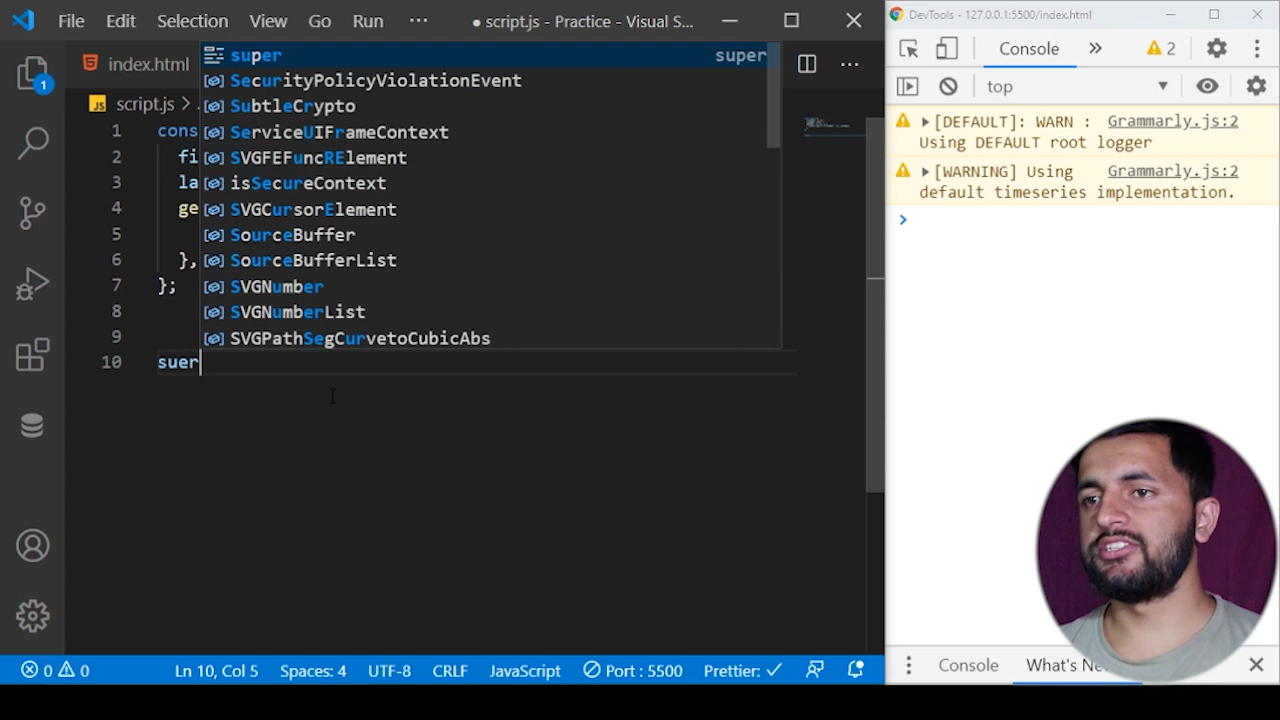 File Edit Selection View Go Run ··· ● script.js - Practice - Visual S...
index.html
script.js > .
1 cons
2 fi
3 la
4 ge
5
6 },
7 };
8
9
10 suer
super super
SecurityPolicyViolationEvent
SubtleCrypto
ServiceUIFrameContext
SVGFEFuncRElement
isSecureContext
SVGCursorElement
SourceBuffer
SourceBufferList
SVGNumber
SVGNumberList
SVGPathSegCurvetoCubicAbs
1
0 0 Ln 10, Col 5 Spaces: 4 UTF-8 CRLF JavaScript Port : 5500 Prettier: ✓
DevTools - 127.0.0.1:5500/index.html
Console » 2
top
[DEFAULT]: WARN : Grammarly.js:2
Using DEFAULT root logger
[WARNING] Using Grammarly.js:2
default timeseries implementation.
Console What's Ne